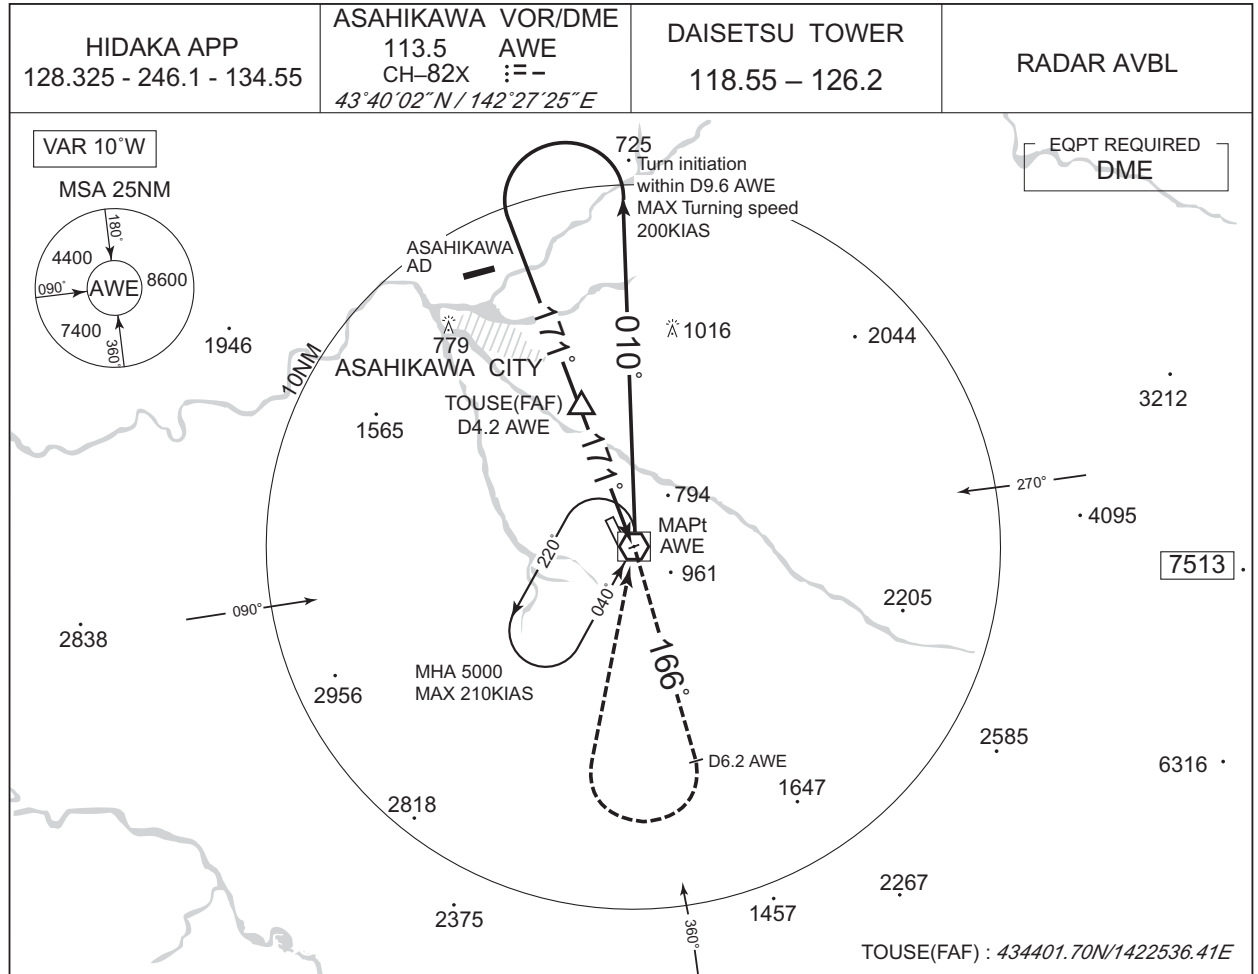 HIDAKA APP
128.325 - 246.1 - 134.55
ASAHIKAWA VOR/DME
113.5 AWE
CH–82X
43˚40´02˝N / 142˚27´25˝E
DAISETSU TOWER
118.55 – 126.2
RADAR AVBL
VAR 10˚W
MSA 25NM
180˚
4400
8600
090˚
AWE
7400
360˚
EQPT REQUIRED
DME
725
Turn initiation
within D9.6 AWE
MAX Turning speed
200KIAS
ASAHIKAWA
AD
171˚
010˚
1016
2044
779
1946
ASAHIKAWA CITY
10NM
3212
TOUSE(FAF)
D4.2 AWE
1565
171˚
270˚
794
4095
MAPt
AWE
220˚
7513
961
040˚
2205
090˚
2838
166˚
MHA 5000
MAX 210KIAS
2956
2585
D6.2 AWE
6316
1647
2818
2267
2375
1457
360˚
TOUSE(FAF) : 434401.70N/1422536.41E